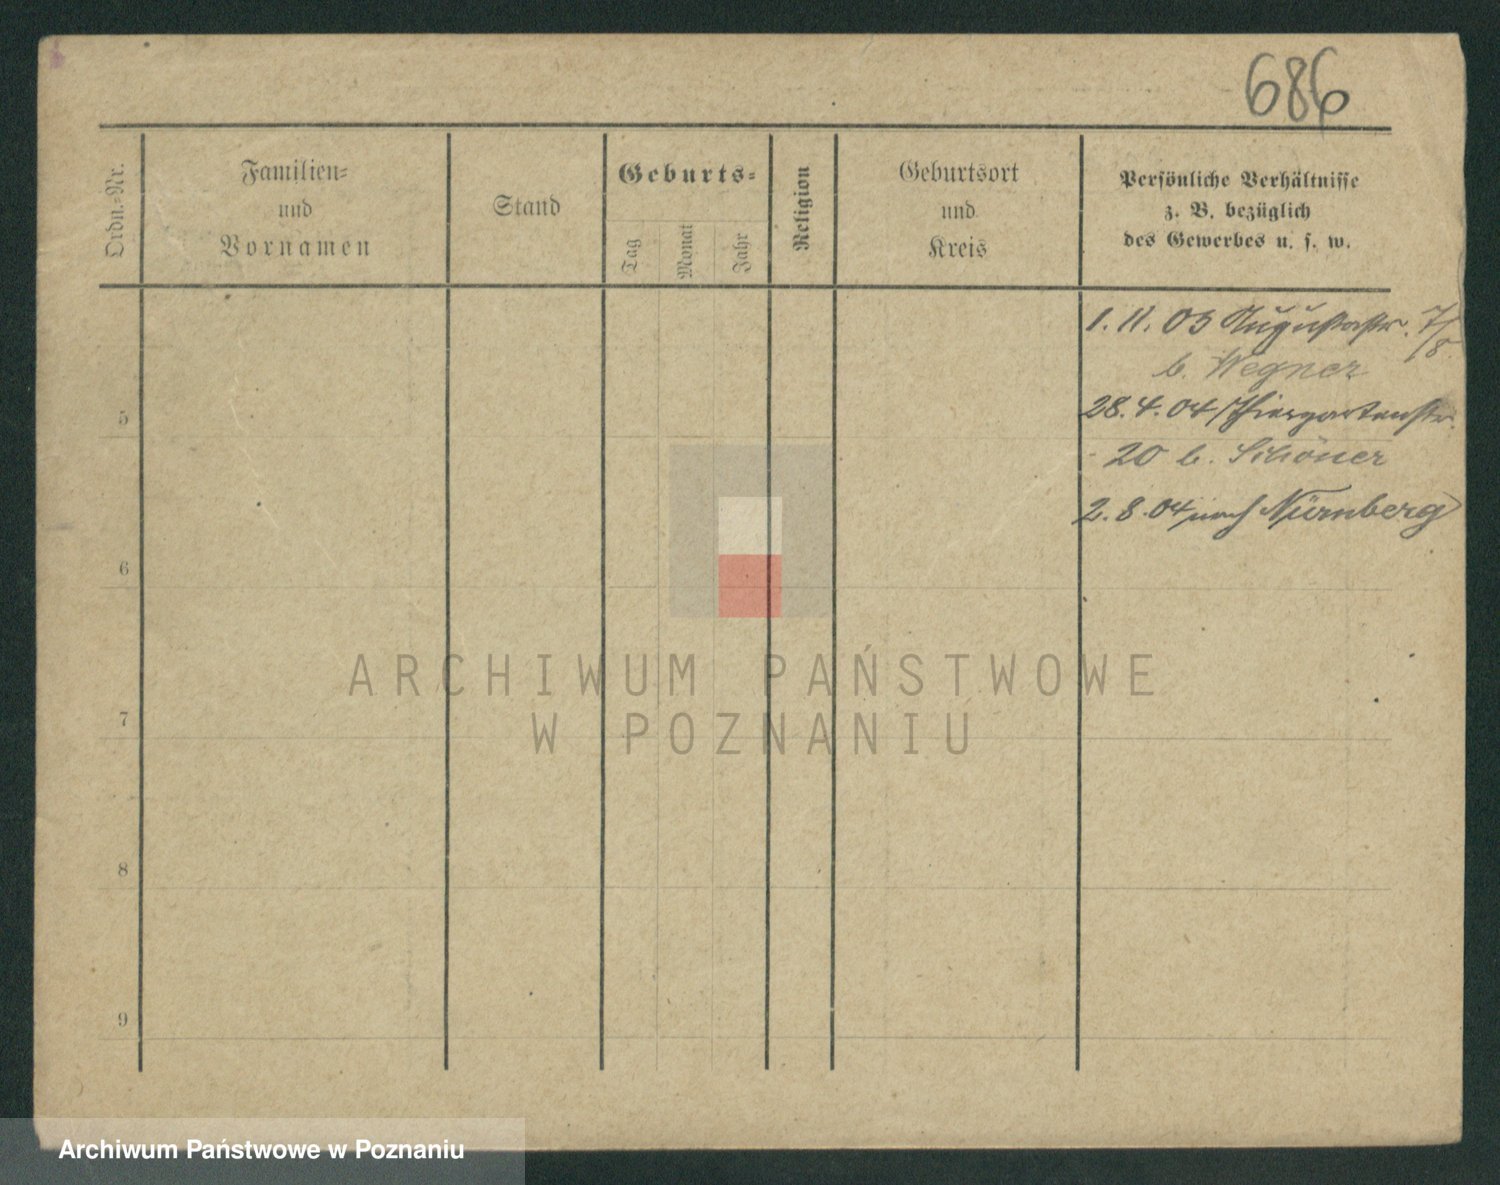 686
Ordn.-Nr.
Familien-
und
Vornamen
Stand
Geburts-
Tag
Monat
Jahr
Religion
Geburtsort
und
Kreis
Persönliche Verhältnisse
z. B. bezüglich
des Gewerbes u. s. w.
1. 11. 03 Augustastr. 7/8
b. Wegner
5
28. 4. 04 Thiergartenstr.
20 b. Schöner
2. 8. 04 nach Nürnberg
6
ARCHIWUM PAŃSTWOWE
W POZNANIU
7
8
9
Archiwum Państwowe w Poznaniu